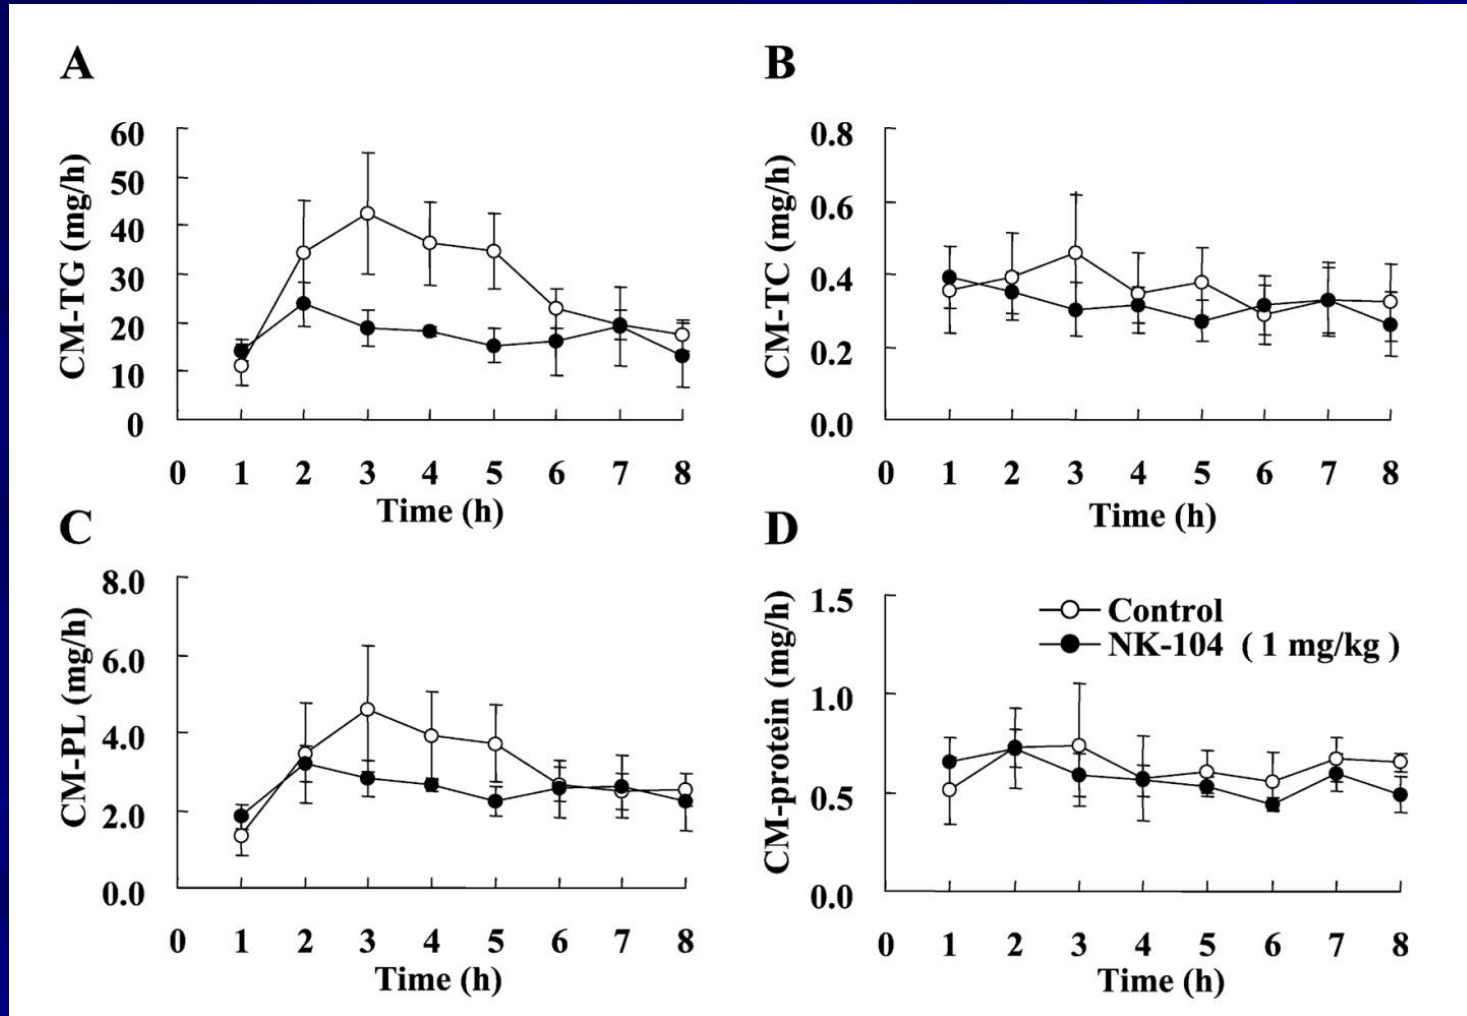 A
CM-TG (mg/h)
60
50
40
30
20
10
0
0 1 2 3 4 5 6 7 8
Time (h)
B
CM-TC (mg/h)
0.8
0.6
0.4
0.2
0.0
0 1 2 3 4 5 6 7 8
Time (h)
C
CM-PL (mg/h)
8.0
6.0
4.0
2.0
0.0
0 1 2 3 4 5 6 7 8
Time (h)
D
CM-protein (mg/h)
1.5
1.0
0.5
0.0
Control
NK-104 ( 1 mg/kg )
0 1 2 3 4 5 6 7 8
Time (h)